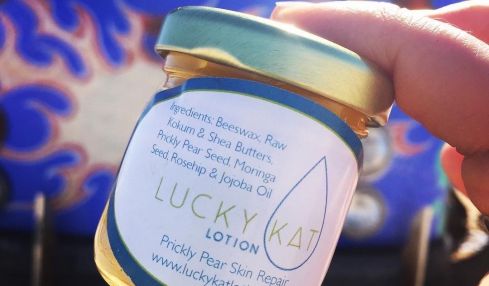 Ingredients: Beeswax, Raw
Kokum & Shea Butters,
Prickly Pear Seed, Moringa
Seed, Rosehip & Jojoba Oil
LUCKY KAT
LOTION
Prickly Pear Skin Repair